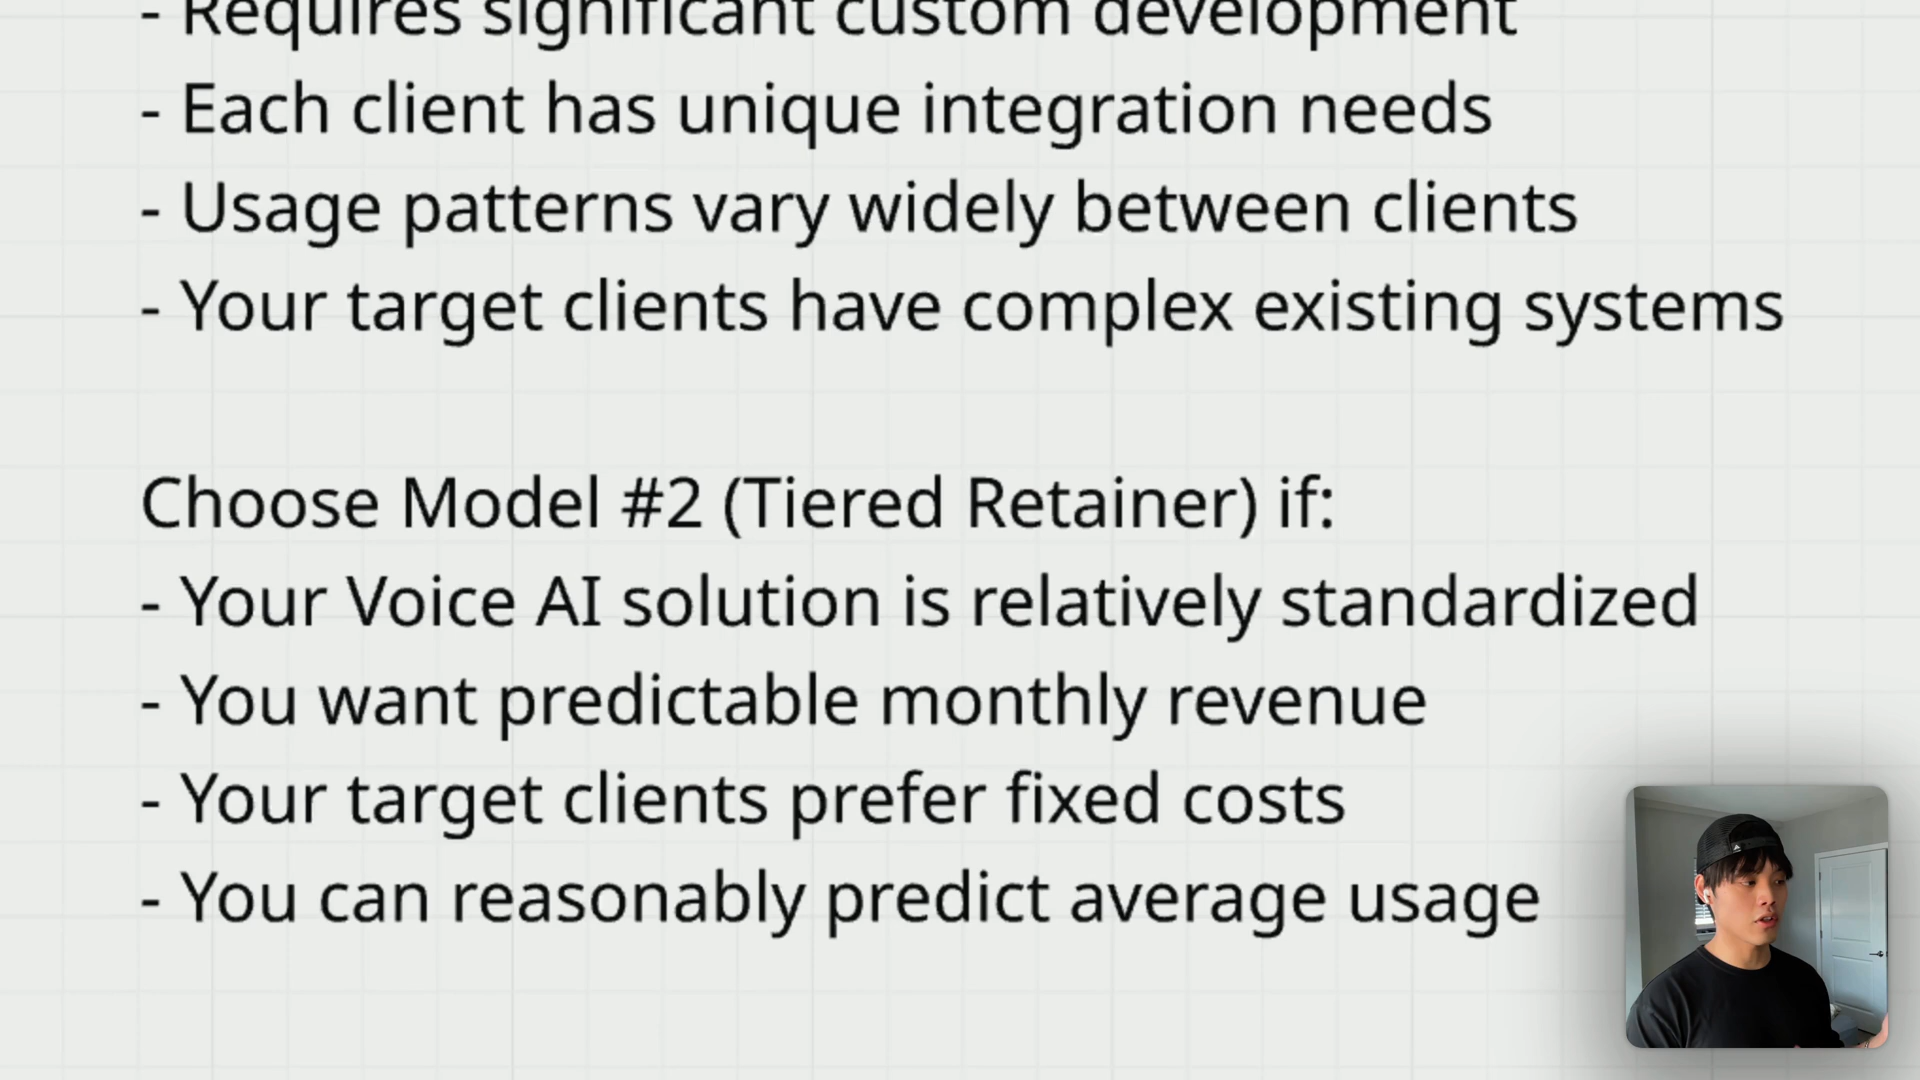 - Requires significant custom development
- Each client has unique integration needs
- Usage patterns vary widely between clients
- Your target clients have complex existing systems
Choose Model #2 (Tiered Retainer) if:
- Your Voice AI solution is relatively standardized
- You want predictable monthly revenue
- Your target clients prefer fixed costs
- You can reasonably predict average usage